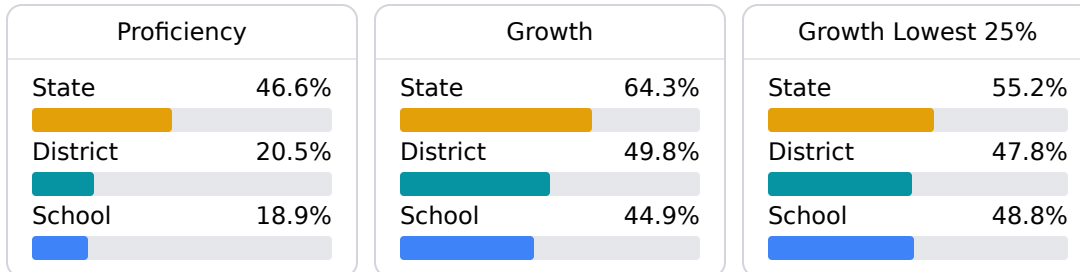 Proficiency
State 46.6%
District 20.5%
School 18.9%
Growth
State 64.3%
District 49.8%
School 44.9%
Growth Lowest 25%
State 55.2%
District 47.8%
School 48.8%